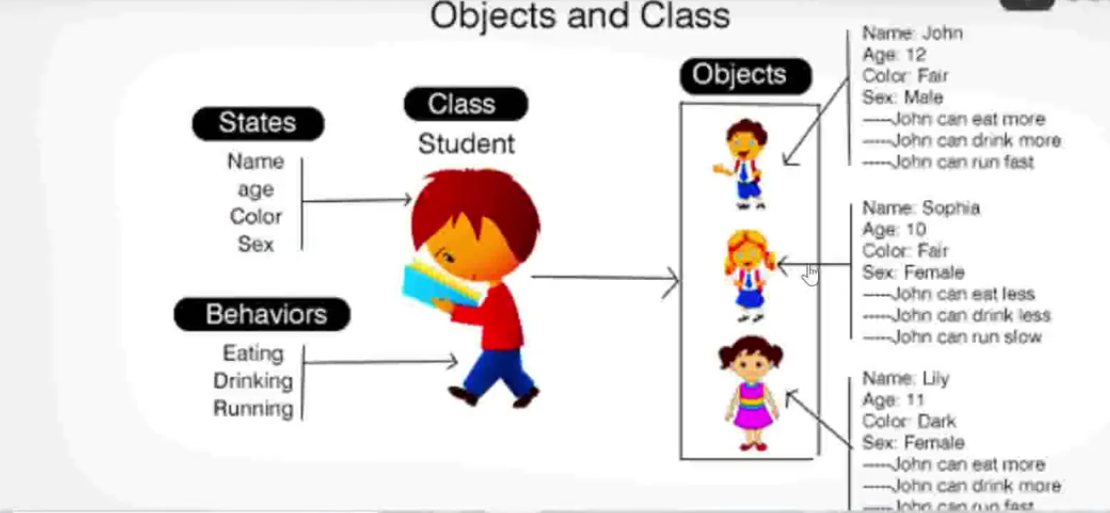 Objects and Class
States
Name
age
Color
Sex
Behaviors
Eating
Drinking
Running
Class
Student
Objects
Name: John
Age: 12
Color: Fair
Sex: Male
-----John can eat more
-----John can drink more
-----John can run fast
Name: Sophia
Age: 10
Color: Fair
Sex: Female
-----John can eat less
-----John can drink less
-----John can run slow
Name: Lily
Age: 11
Color: Dark
Sex: Female
-----John can eat more
-----John can drink more
-----John can run fast